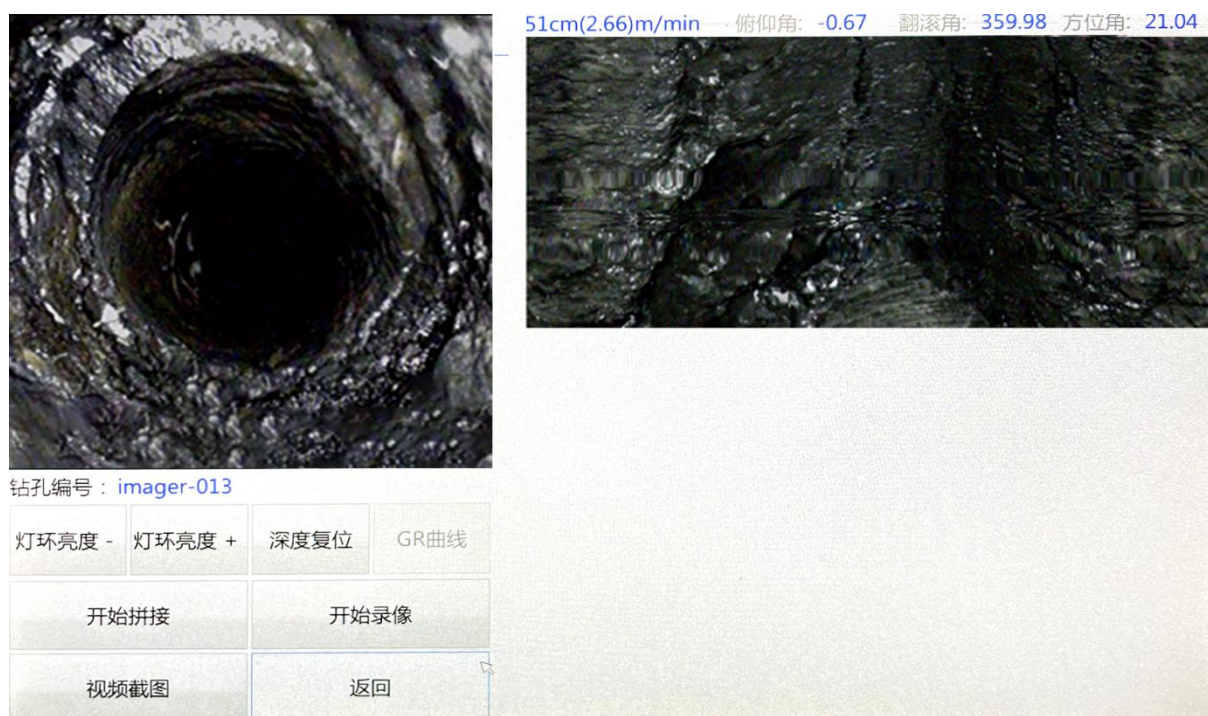 51cm(2.66)m/min 俯仰角: -0.67 翻滚角: 359.98 方位角: 21.04
钻孔编号： imager-013
灯环亮度 - 灯环亮度 + 深度复位 GR曲线
开始拼接 开始录像
视频截图 返回